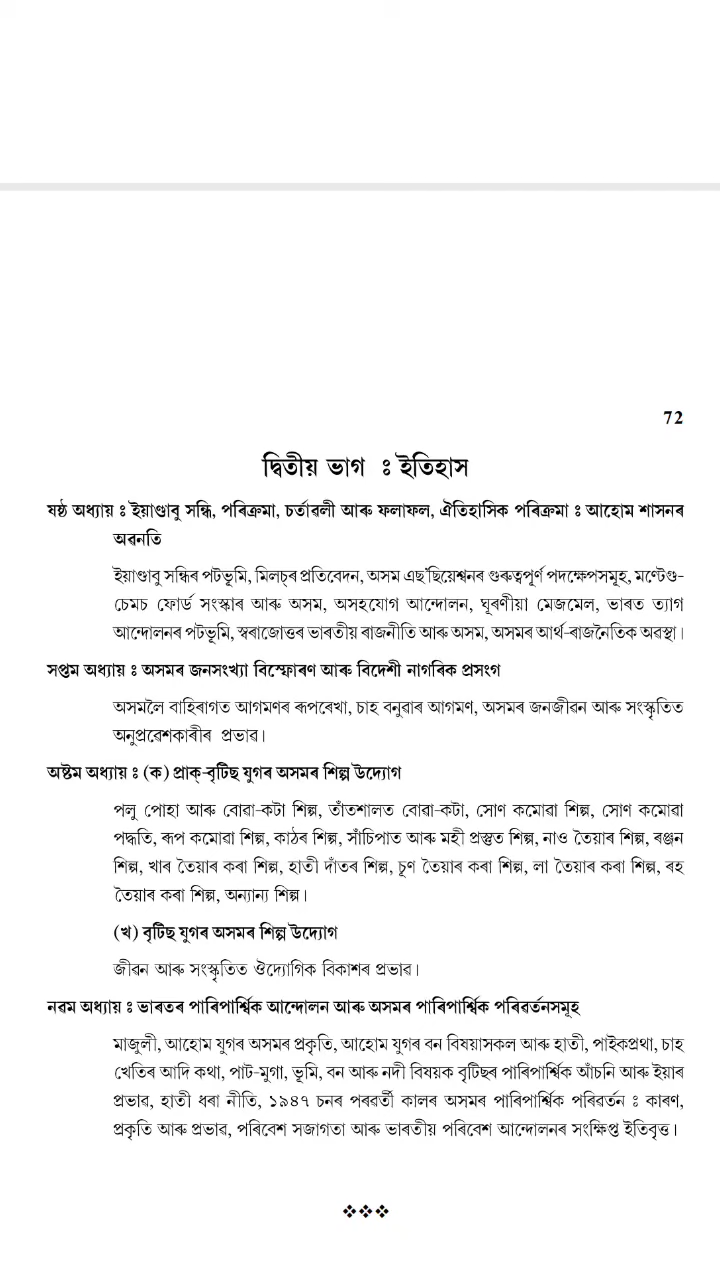 72
দ্বিতীয় ভাগ ঃ ইতিহাস
ষষ্ঠ অধ্যায় ঃ ইয়াণ্ডাবু সন্ধি, পৰিক্ৰমা, চৰ্তাৱলী আৰু ফলাফল, ঐতিহাসিক পৰিক্ৰমা ঃ আহোম শাসনৰ
অৱনতি
ইয়াণ্ডাবু সন্ধিৰ পটভূমি, মিলচ্‌ৰ প্ৰতিবেদন, অসম এছ'ছিয়েশ্বনৰ গুৰুত্বপূৰ্ণ পদক্ষেপসমূহ, মণ্টেগু-
চেমচ ফোৰ্ড সংস্কাৰ আৰু অসম, অসহযোগ আন্দোলন, ঘূৰণীয়া মেজমেল, ভাৰত ত্যাগ
আন্দোলনৰ পটভূমি, স্বৰাজোত্তৰ ভাৰতীয় ৰাজনীতি আৰু অসম, অসমৰ আৰ্থ-ৰাজনৈতিক অৱস্থা।
সপ্তম অধ্যায় ঃ অসমৰ জনসংখ্যা বিস্ফোৰণ আৰু বিদেশী নাগৰিক প্ৰসংগ
অসমলৈ বাহিৰাগত আগমণৰ ৰূপৰেখা, চাহ বনুৱাৰ আগমণ, অসমৰ জনজীৱন আৰু সংস্কৃতিত
অনুপ্ৰৱেশকাৰীৰ প্ৰভাৱ।
অষ্টম অধ্যায় ঃ (ক) প্ৰাক্-বৃটিছ যুগৰ অসমৰ শিল্প উদ্যোগ
পলু পোহা আৰু বোৱা-কটা শিল্প, তাঁতশালত বোৱা-কটা, সোণ কমোৱা শিল্প, সোণ কমোৱা
পদ্ধতি, ৰূপ কমোৱা শিল্প, কাঠৰ শিল্প, সাঁচিপাত আৰু মহী প্ৰস্তুত শিল্প, নাও তৈয়াৰ শিল্প, ৰঞ্জন
শিল্প, খাৰ তৈয়াৰ কৰা শিল্প, হাতী দাঁতৰ শিল্প, চূণ তৈয়াৰ কৰা শিল্প, লা তৈয়াৰ কৰা শিল্প, ৰহ
তৈয়াৰ কৰা শিল্প, অন্যান্য শিল্প।
(খ) বৃটিছ যুগৰ অসমৰ শিল্প উদ্যোগ
জীৱন আৰু সংস্কৃতিত ঔদ্যোগিক বিকাশৰ প্ৰভাৱ।
নৱম অধ্যায় ঃ ভাৰতৰ পাৰিপাৰ্শ্বিক আন্দোলন আৰু অসমৰ পাৰিপাৰ্শ্বিক পৰিৱৰ্তনসমূহ
মাজুলী, আহোম যুগৰ অসমৰ প্ৰকৃতি, আহোম যুগৰ বন বিষয়াসকল আৰু হাতী, পাইকপ্ৰথা, চাহ
খেতিৰ আদি কথা, পাট-মুগা, ভূমি, বন আৰু নদী বিষয়ক বৃটিছৰ পাৰিপাৰ্শ্বিক আঁচনি আৰু ইয়াৰ
প্ৰভাৱ, হাতী ধৰা নীতি, ১৯৪৭ চনৰ পৰৱৰ্তী কালৰ অসমৰ পাৰিপাৰ্শ্বিক পৰিৱৰ্তন ঃ কাৰণ,
প্ৰকৃতি আৰু প্ৰভাৱ, পৰিবেশ সজাগতা আৰু ভাৰতীয় পৰিবেশ আন্দোলনৰ সংক্ষিপ্ত ইতিবৃত্ত।